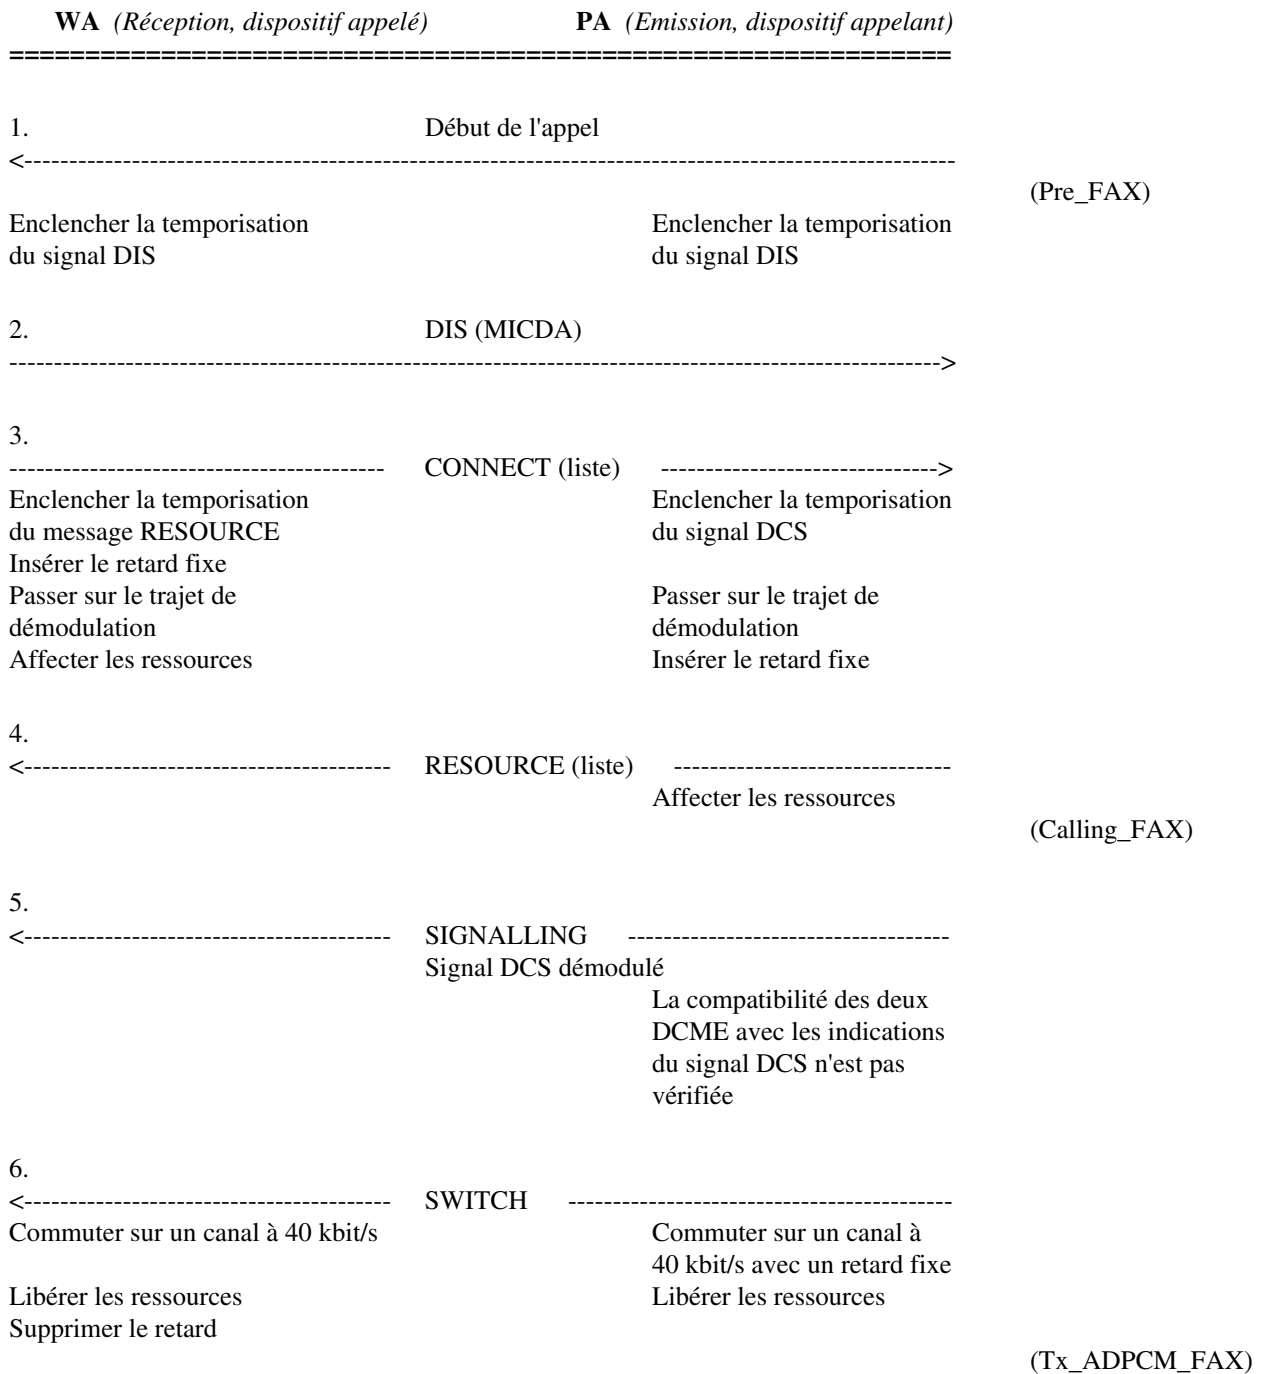 WA (Réception, dispositif appelé) PA (Emission, dispositif appelant)
==============================================================
1. Début de l'appel
<--------------------------------------------------------------------------------------------------------
(Pre_FAX)
Enclencher la temporisation Enclencher la temporisation
du signal DIS du signal DIS
2. DIS (MICDA)
-------------------------------------------------------------------------------------------------------->
3.
------------------------------------------ CONNECT (liste) ------------------------------->
Enclencher la temporisation Enclencher la temporisation
du message RESOURCE du signal DCS
Insérer le retard fixe
Passer sur le trajet de Passer sur le trajet de
démodulation démodulation
Affecter les ressources Insérer le retard fixe
4.
<----------------------------------------- RESOURCE (liste) -------------------------------
Affecter les ressources
(Calling_FAX)
5.
<----------------------------------------- SIGNALLING ------------------------------------
Signal DCS démodulé
La compatibilité des deux
DCME avec les indications
du signal DCS n'est pas
vérifiée
6.
<----------------------------------------- SWITCH -------------------------------------------
Commuter sur un canal à 40 kbit/s Commuter sur un canal à
40 kbit/s avec un retard fixe
Libérer les ressources Libérer les ressources
Supprimer le retard
(Tx_ADPCM_FAX)